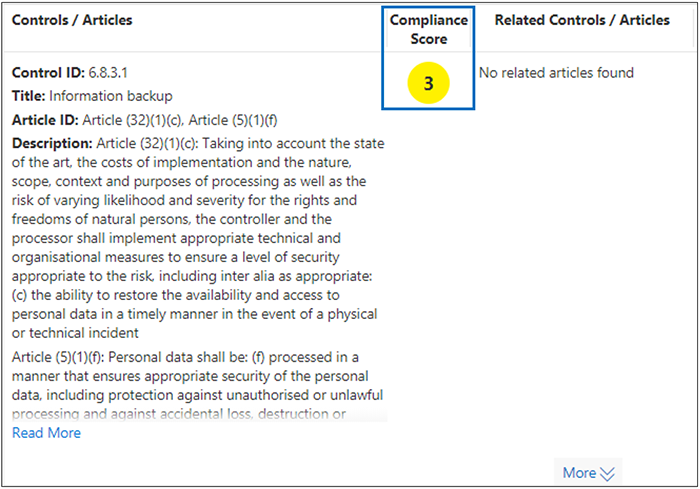 Controls / Articles
Compliance
Score
Related Controls / Articles
Control ID: 6.8.3.1
3
No related articles found
Title: Information backup
Article ID: Article (32)(1)(c), Article (5)(1)(f)
Description: Article (32)(1)(c): Taking into account the state
of the art, the costs of implementation and the nature,
scope, context and purposes of processing as well as the
risk of varying likelihood and severity for the rights and
freedoms of natural persons, the controller and the
processor shall implement appropriate technical and
organisational measures to ensure a level of security
appropriate to the risk, including inter alia as appropriate:
(c) the ability to restore the availability and access to
personal data in a timely manner in the event of a physical
or technical incident
Article (5)(1)(f): Personal data shall be: (f) processed in a
manner that ensures appropriate security of the personal
data, including protection against unauthorised or unlawful
processing and against accidental loss, destruction or
Read More
More